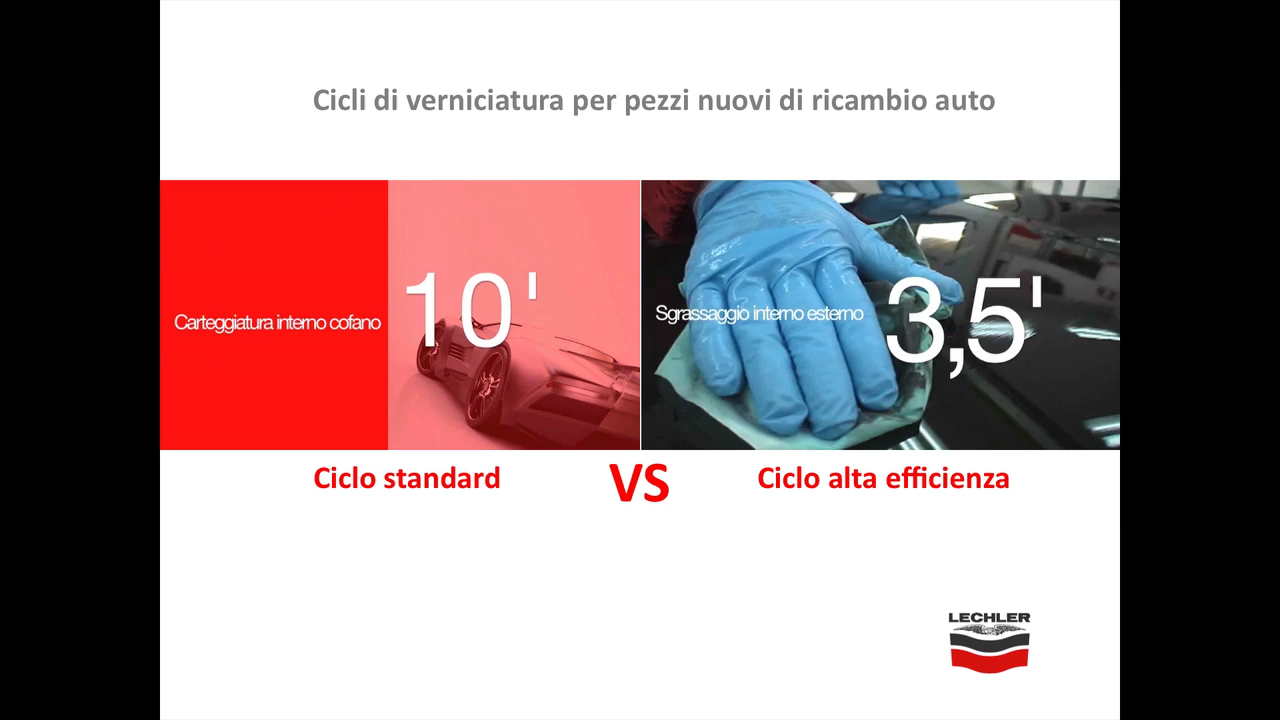 Cicli di verniciatura per pezzi nuovi di ricambio auto
Carteggiatura interno cofano
10'
Sgrassaggio interno esterno
3,5'
Ciclo standard
VS
Ciclo alta efficienza
LECHLER